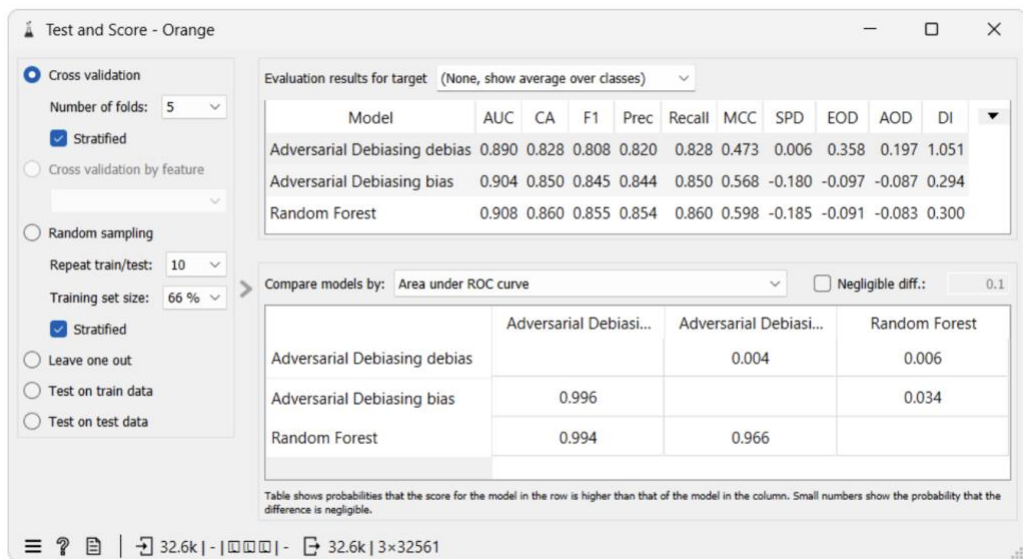 Test and Score - Orange
Cross validation
Number of folds: 5
Stratified
Cross validation by feature
Random sampling
Repeat train/test: 10
Training set size: 66 %
Stratified
Leave one out
Test on train data
Test on test data
Evaluation results for target (None, show average over classes)
Model AUC CA F1 Prec Recall MCC SPD EOD AOD DI
Adversarial Debiasing debias 0.890 0.828 0.808 0.820 0.828 0.473 0.006 0.358 0.197 1.051
Adversarial Debiasing bias 0.904 0.850 0.845 0.844 0.850 0.568 -0.180 -0.097 -0.087 0.294
Random Forest 0.908 0.860 0.855 0.854 0.860 0.598 -0.185 -0.091 -0.083 0.300
Compare models by: Area under ROC curve Negligible diff.: 0.1
Adversarial Debiasi... Adversarial Debiasi... Random Forest
Adversarial Debiasing debias 0.004 0.006
Adversarial Debiasing bias 0.996 0.034
Random Forest 0.994 0.966
Table shows probabilities that the score for the model in the row is higher than that of the model in the column. Small numbers show the probability that the
difference is negligible.
32.6k | - | ▯▯▯ | - 32.6k | 3×32561